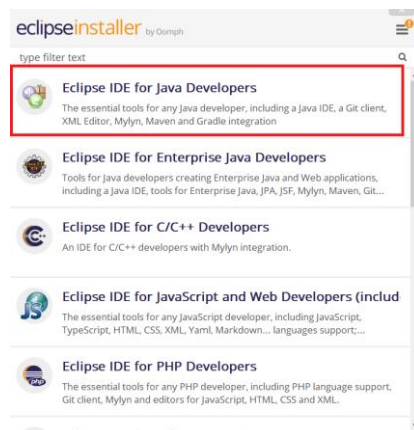 eclipseinstaller by Oomph
type filter text
Eclipse IDE for Java Developers
The essential tools for any Java developer, including a Java IDE, a Git client,
XML Editor, Mylyn, Maven and Gradle integration
Eclipse IDE for Enterprise Java Developers
Tools for Java developers creating Enterprise Java and Web applications,
including a Java IDE, tools for Enterprise Java, JPA, JSF, Mylyn, Maven, Git...
Eclipse IDE for C/C++ Developers
An IDE for C/C++ developers with Mylyn integration.
Eclipse IDE for JavaScript and Web Developers (includ
The essential tools for any JavaScript developer, including JavaScript,
TypeScript, HTML, CSS, XML, Yaml, Markdown... languages support;...
Eclipse IDE for PHP Developers
The essential tools for any PHP developer, including PHP language support,
Git client, Mylyn and editors for JavaScript, HTML, CSS and XML.